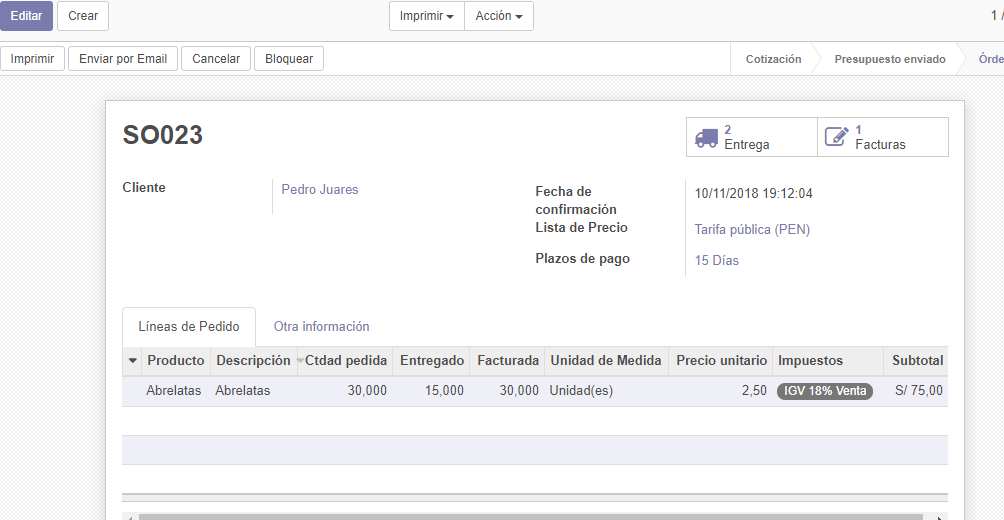 Editar Crear Imprimir Acción 1 /
Imprimir Enviar por Email Cancelar Bloquear Cotización Presupuesto enviado Órde
SO023
2 Entrega
1 Facturas
Cliente Pedro Juares
Fecha de confirmación 10/11/2018 19:12:04
Lista de Precio Tarifa pública (PEN)
Plazos de pago 15 Días
Líneas de Pedido Otra información
Producto Descripción Ctdad pedida Entregado Facturada Unidad de Medida Precio unitario Impuestos Subtotal
Abrelatas Abrelatas 30,000 15,000 30,000 Unidad(es) 2,50 IGV 18% Venta S/ 75,00